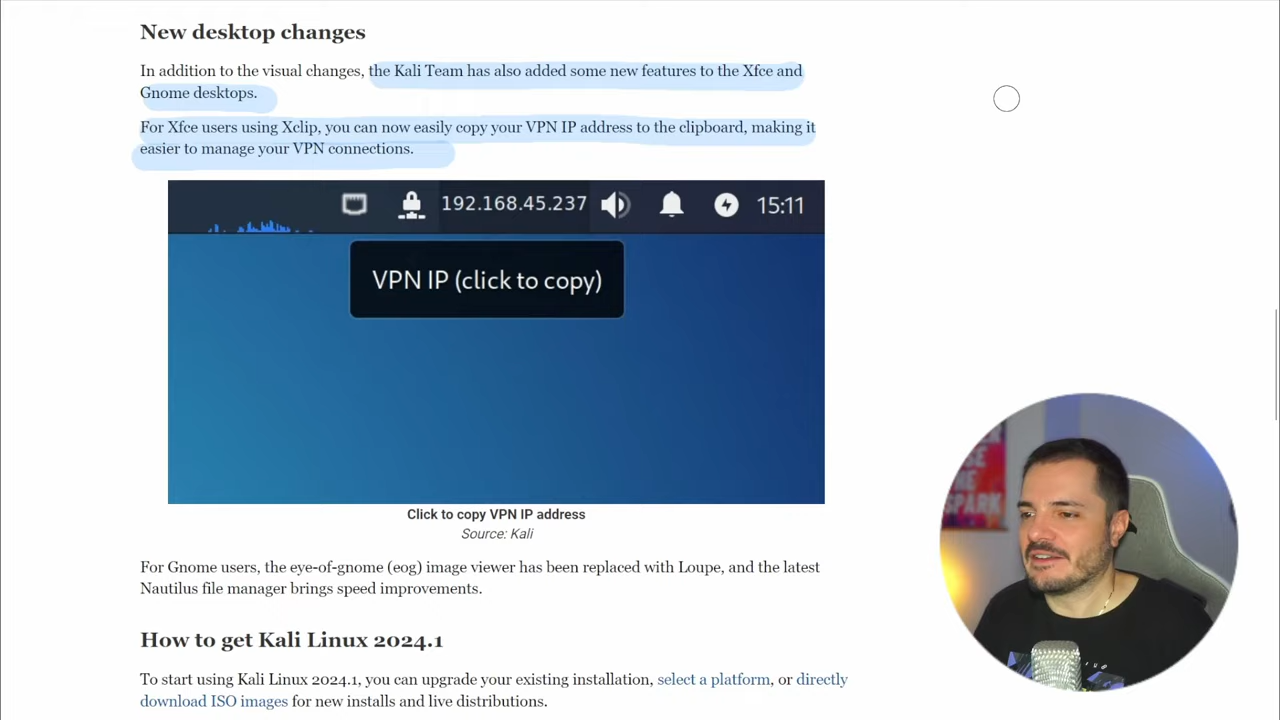 New desktop changes
In addition to the visual changes, the Kali Team has also added some new features to the Xfce and
Gnome desktops.
For Xfce users using Xclip, you can now easily copy your VPN IP address to the clipboard, making it
easier to manage your VPN connections.
192.168.45.237 15:11
VPN IP (click to copy)
Click to copy VPN IP address
Source: Kali
For Gnome users, the eye-of-gnome (eog) image viewer has been replaced with Loupe, and the latest
Nautilus file manager brings speed improvements.
How to get Kali Linux 2024.1
To start using Kali Linux 2024.1, you can upgrade your existing installation, select a platform, or directly
download ISO images for new installs and live distributions.
SPARK